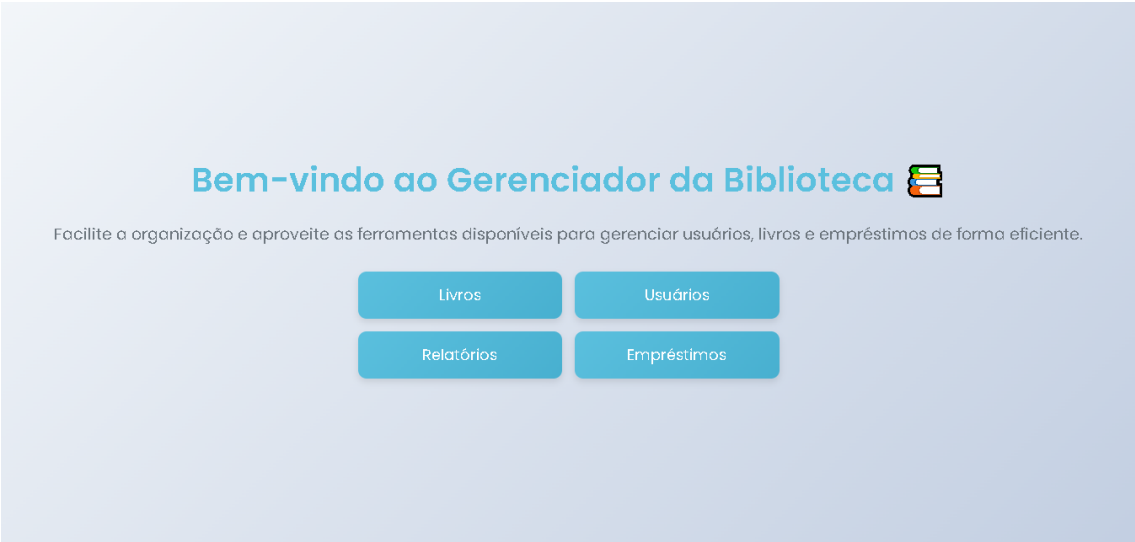 Bem-vindo ao Gerenciador da Biblioteca
Facilite a organização e aproveite as ferramentas disponíveis para gerenciar usuários, livros e empréstimos de forma eficiente.
Livros
Usuários
Relatórios
Empréstimos